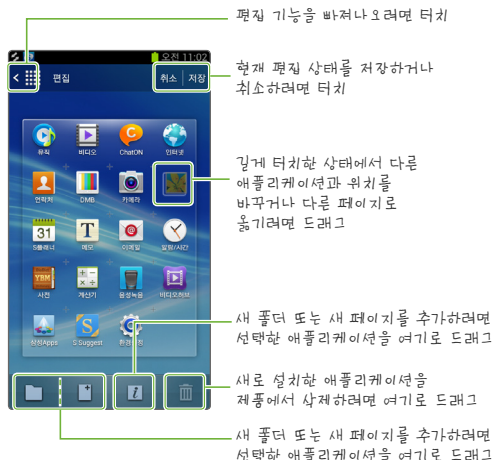 편집 기능을 빠져나오려면 터치
오전 11:02
편집
취소 저장
현재 편집 상태를 저장하거나
취소하려면 터치
뮤직 비디오 ChatON 인터넷
길게 터치한 상태에서 다른
애플리케이션과 위치를
바꾸거나 다른 페이지로
옮기려면 드래그
연락처 DMB 카메라
31 T
S플래너 메모 이메일 알람/시간
YBM
사전 계산기 음성녹음 비디오허브
삼성Apps S Suggest 환경설정
새 폴더 또는 새 페이지를 추가하려면
선택한 애플리케이션을 여기로 드래그
새로 설치한 애플리케이션을
제품에서 삭제하려면 여기로 드래그
새 폴더 또는 새 페이지를 추가하려면
선택한 애플리케이션을 여기로 드래그